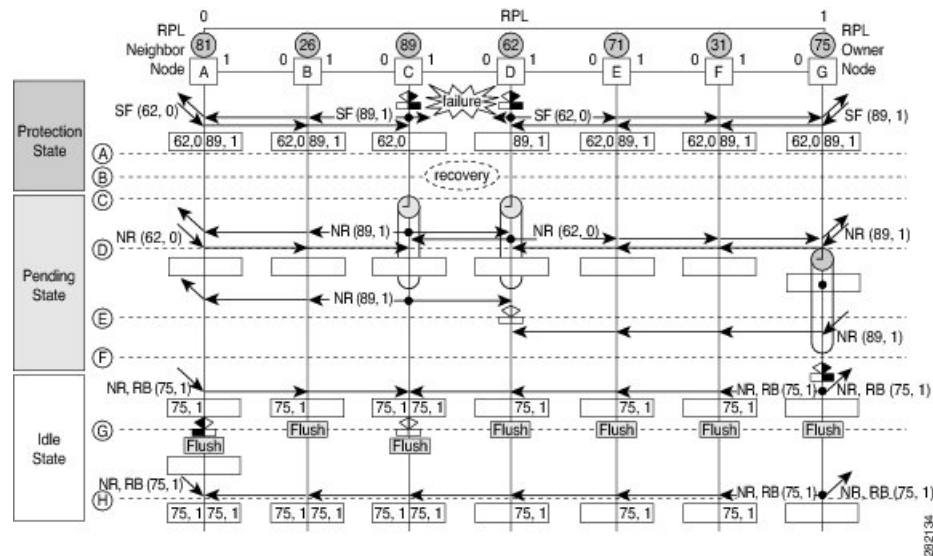 0 RPL 1
RPL Neighbor Node
RPL Owner Node
81 26 89 62 71 31 75
A 1 0 B 1 0 C 1 0 D 1 0 E 1 0 F 1 0 G
Protection State
SF (62, 0) SF (89, 1) failure SF (62, 0) SF (89, 1)
62,0 89, 1 62,0 89, 1 62,0 89, 1 62,0 89, 1 62,0 89, 1 62,0 89, 1
A
B
recovery
C
Pending State
NR (62, 0) NR (89, 1) NR (62, 0) NR (89, 1)
D
NR (89, 1)
E
NR (89, 1)
F
Idle State
NR, RB (75, 1) NR, RB (75, 1) NR, RB (75, 1)
75, 1 75, 1 75, 1 75, 1 75, 1 75, 1 75, 1
G
Flush Flush Flush Flush Flush Flush
NR, RB (75, 1) NR, RB (75, 1) NR, RB (75, 1)
H
75, 1 75, 1 75, 1 75, 1 75, 1 75, 1 75, 1 75, 1 75, 1
282134